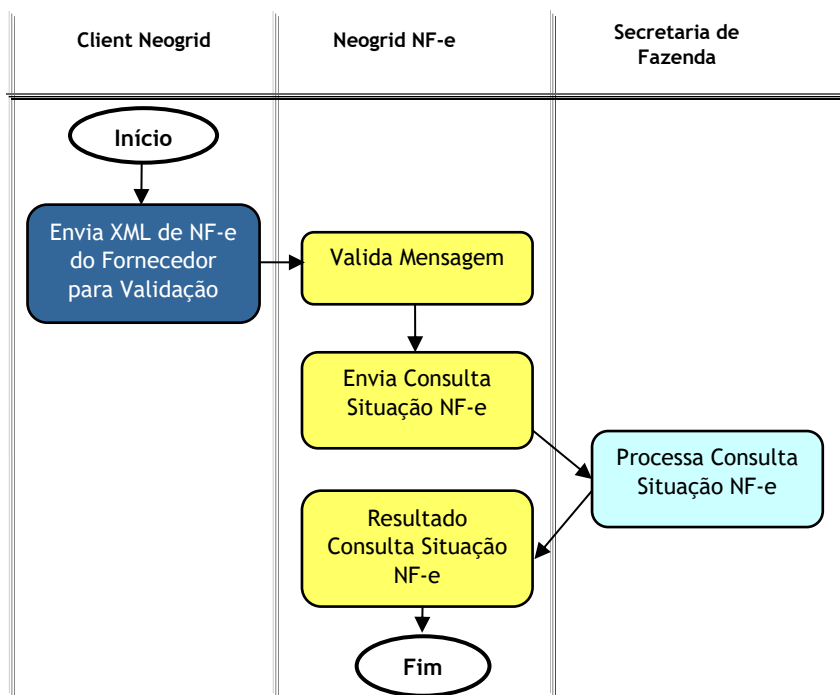 Client Neogrid
Neogrid NF-e
Secretaria de
Fazenda
Início
Envia XML de NF-e
do Fornecedor
para Validação
Valida Mensagem
Envia Consulta
Situação NF-e
Processa Consulta
Situação NF-e
Resultado
Consulta Situação
NF-e
Fim